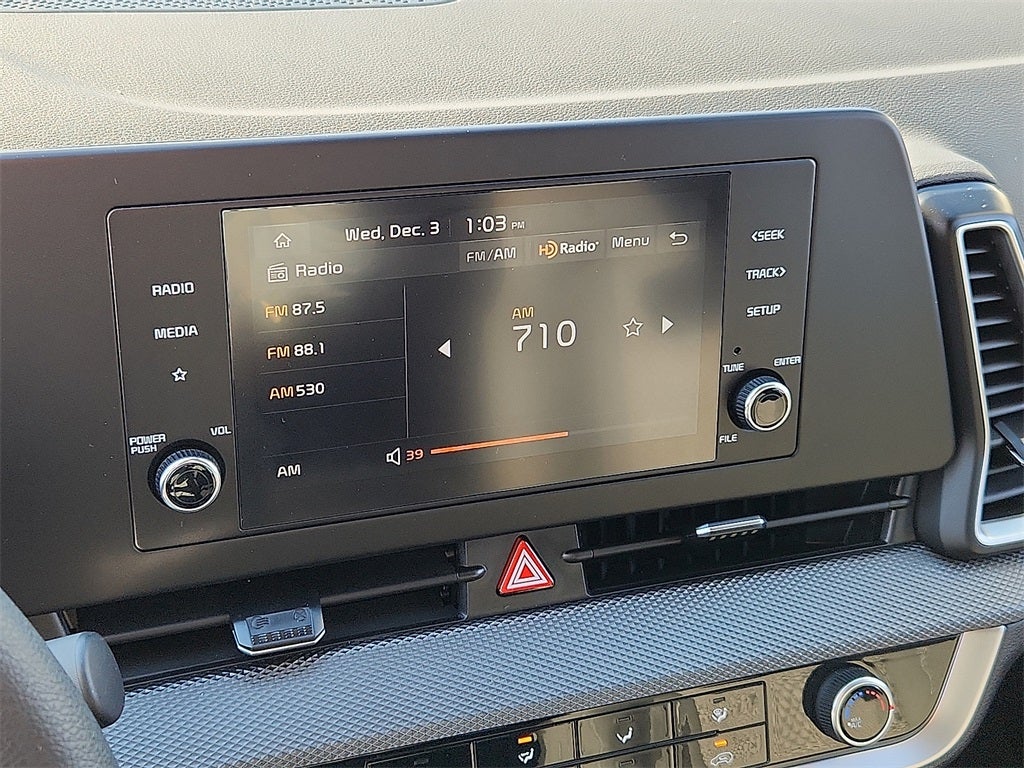 Wed, Dec. 3 1:03 PM
FM/AM HD Radio Menu
Radio
FM 87.5
FM 88.1
AM 530
AM
AM
710
39
RADIO
MEDIA
POWER
PUSH
VOL
<SEEK
TRACK>
SETUP
TUNE
ENTER
FILE